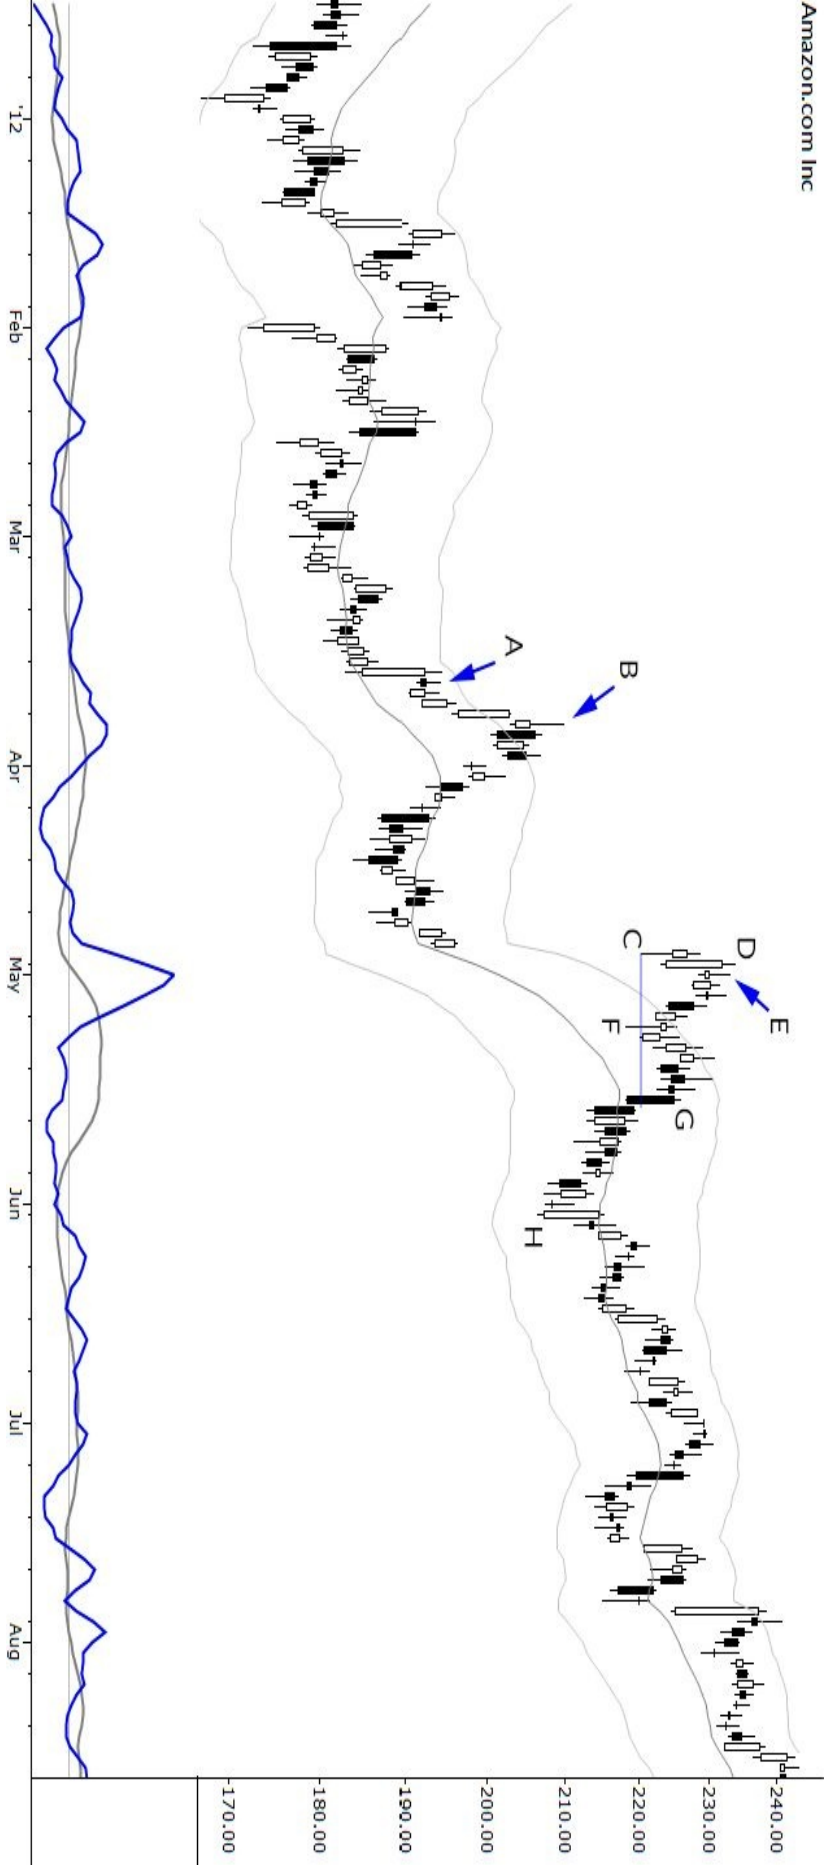 Amazon.com Inc
240.00
230.00
220.00
210.00
200.00
190.00
180.00
170.00
A
B
C
D
E
F
G
H
'12
Feb
Mar
Apr
May
Jun
Jul
Aug